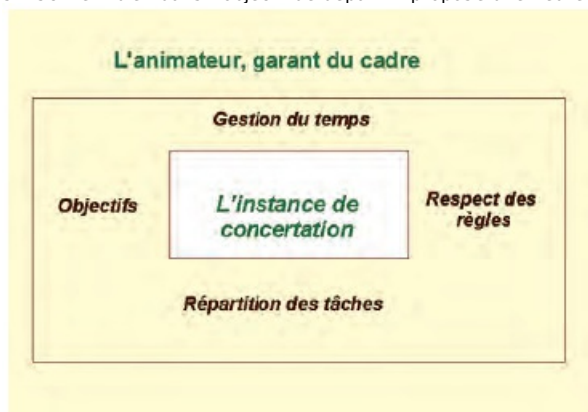 L'animateur, garant du cadre
Gestion du temps
Objectifs
L'instance de
concertation
Respect des
règles
Répartition des tâches